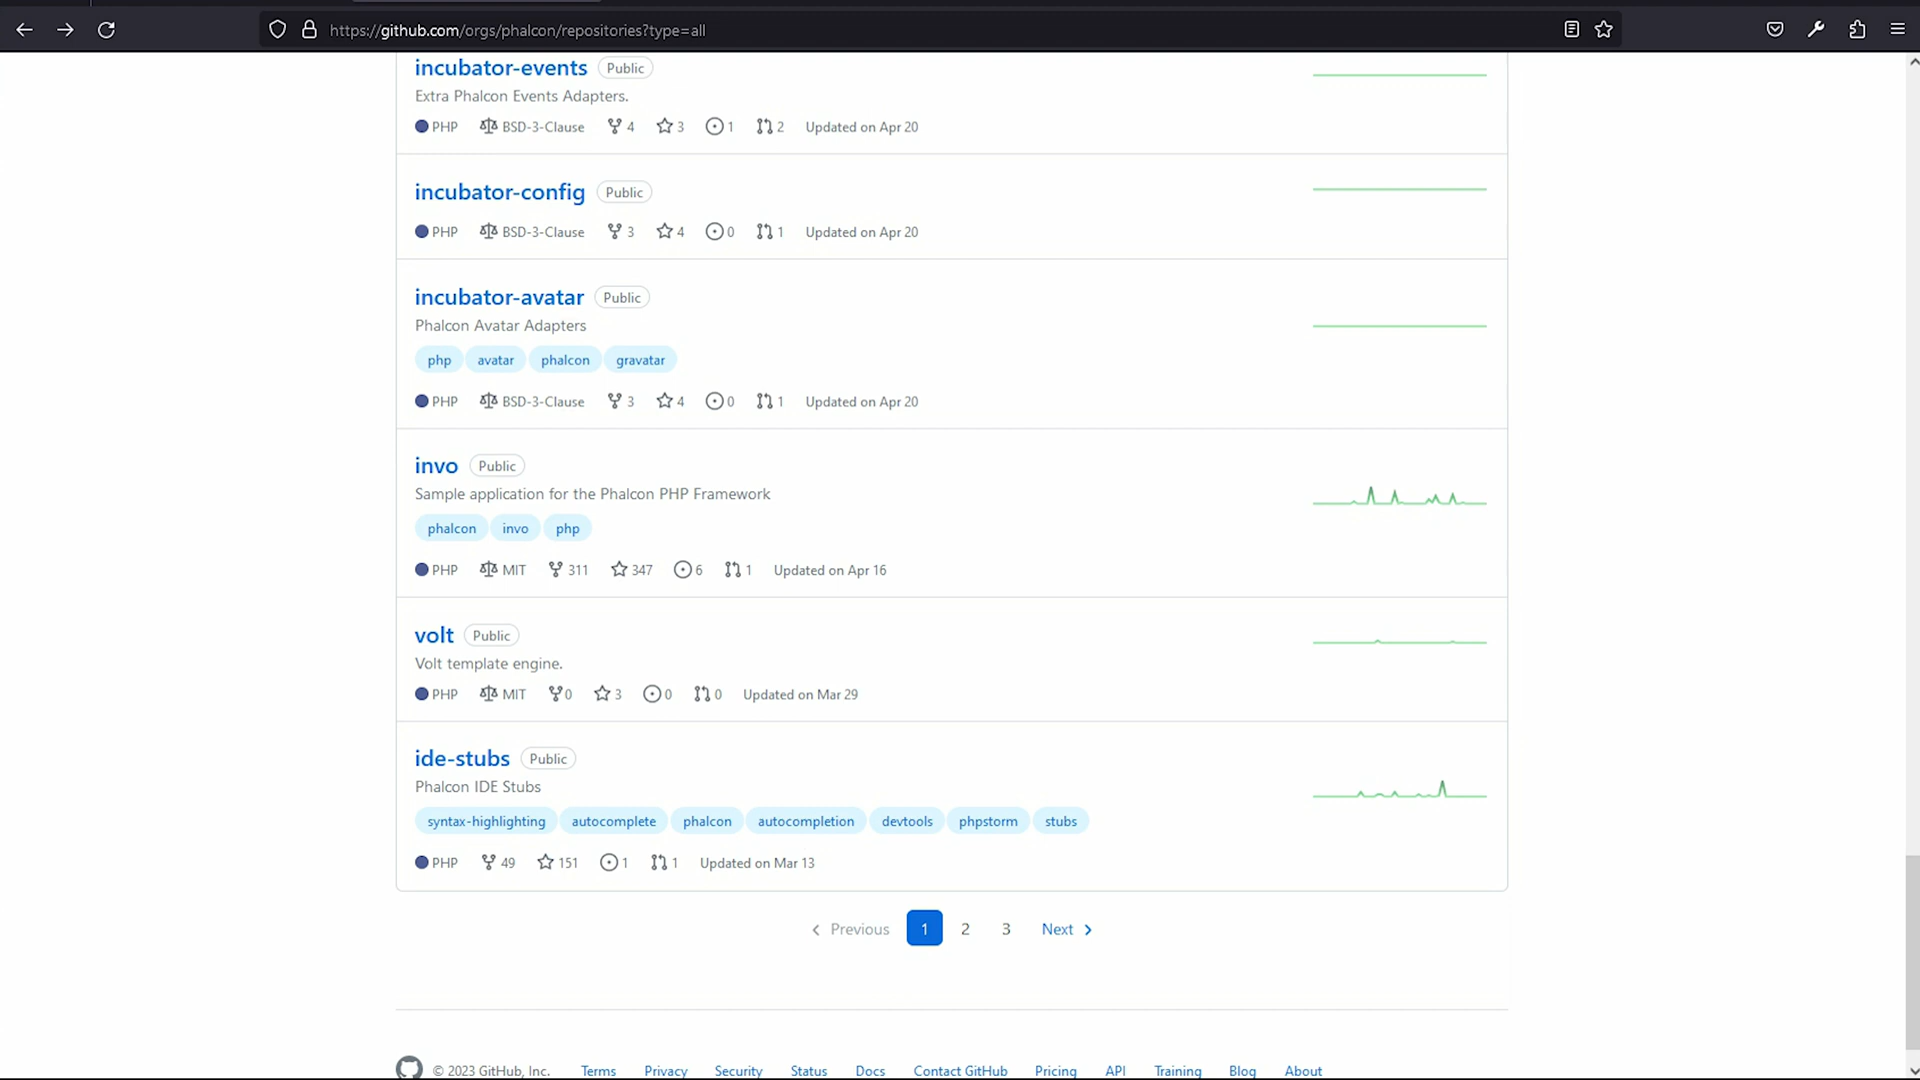 https://github.com/orgs/phalcon/repositories?type=all
incubator-events Public
Extra Phalcon Events Adapters.
PHP BSD-3-Clause 4 3 1 2 Updated on Apr 20
incubator-config Public
PHP BSD-3-Clause 3 4 0 1 Updated on Apr 20
incubator-avatar Public
Phalcon Avatar Adapters
php avatar phalcon gravatar
PHP BSD-3-Clause 3 4 0 1 Updated on Apr 20
invo Public
Sample application for the Phalcon PHP Framework
phalcon invo php
PHP MIT 311 347 6 1 Updated on Apr 16
volt Public
Volt template engine.
PHP MIT 0 3 0 0 Updated on Mar 29
ide-stubs Public
Phalcon IDE Stubs
syntax-highlighting autocomplete phalcon autocompletion devtools phpstorm stubs
PHP 49 151 1 1 Updated on Mar 13
Previous 1 2 3 Next
© 2023 GitHub, Inc. Terms Privacy Security Status Docs Contact GitHub Pricing API Training Blog About